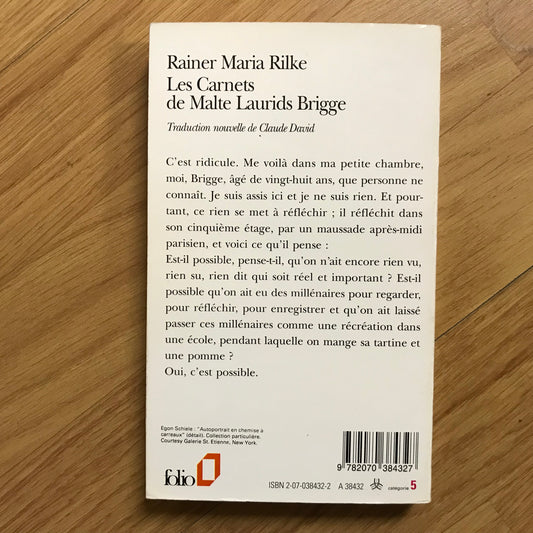 Rainer Maria Rilke
Les Carnets
de Malte Laurids Brigge
Traduction nouvelle de Claude David
C'est ridicule. Me voilà dans ma petite chambre,
moi, Brigge, âgé de vingt-huit ans, que personne ne
connaît. Je suis assis ici et je ne suis rien. Et pour-
tant, ce rien se met à réfléchir ; il réfléchit dans
son cinquième étage, par un maussade après-midi
parisien, et voici ce qu'il pense :
Est-il possible, pense-t-il, qu'on n'ait encore rien vu,
rien su, rien dit qui soit réel et important ? Est-il
possible qu'on ait eu des millénaires pour regarder,
pour réfléchir, pour enregistrer et qu'on ait laissé
passer ces millénaires comme une récréation dans
une école, pendant laquelle on mange sa tartine et
une pomme ?
Oui, c'est possible.
Egon Schiele : "Autoportrait en chemise à
carreaux" (détail). Collection particulière.
Courtesy Galerie St. Etienne, New York.
folio
9 782070 384327
ISBN 2-07-038432-2 A 38432 catégorie 5